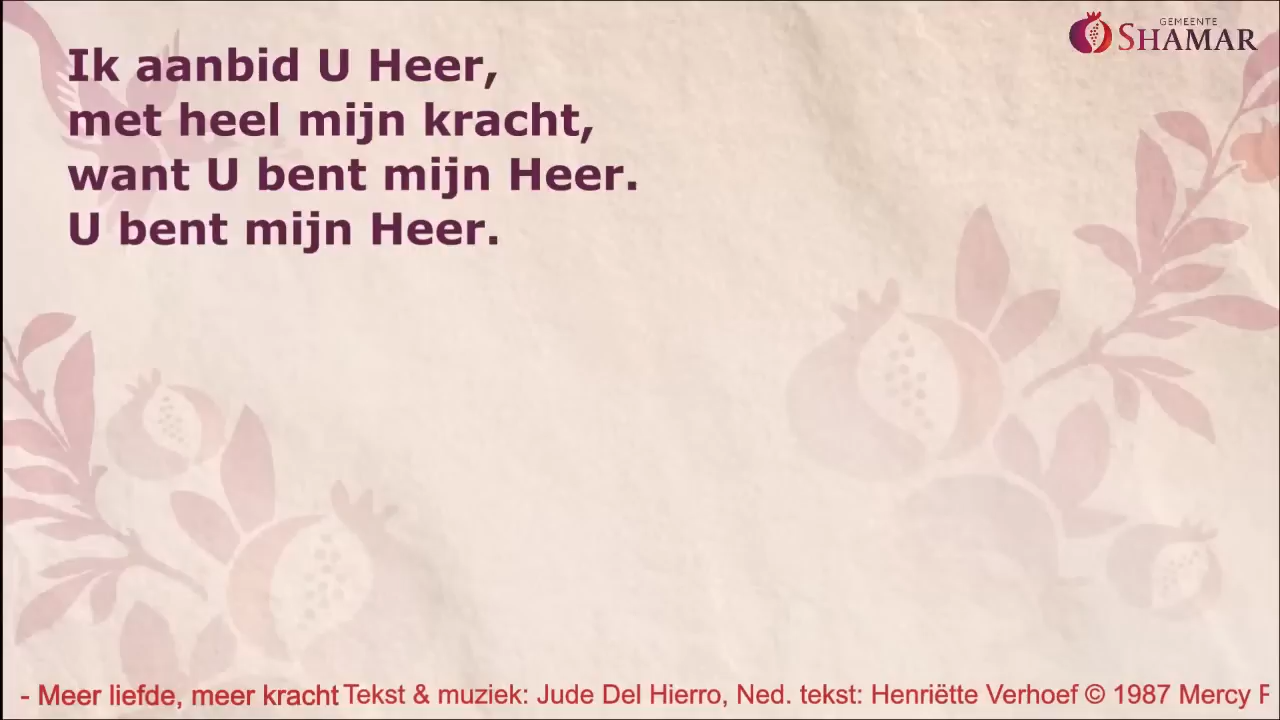 GEMEENTE
SHAMAR
Ik aanbid U Heer,
met heel mijn kracht,
want U bent mijn Heer.
U bent mijn Heer.
- Meer liefde, meer kracht Tekst & muziek: Jude Del Hierro, Ned. tekst: Henriëtte Verhoef © 1987 Mercy